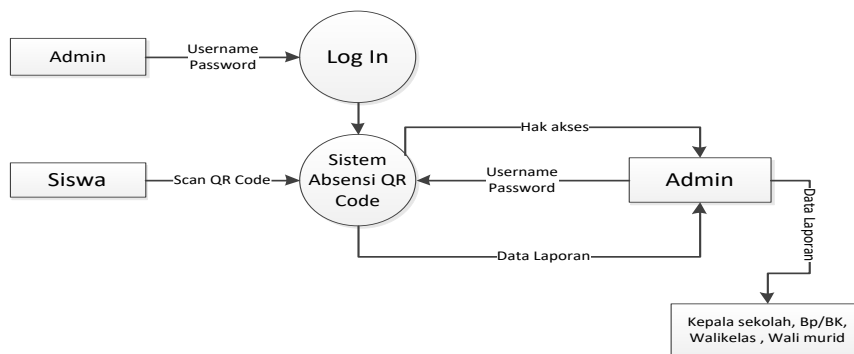 Admin
Username
Password
Log In
Hak akses
Siswa
Scan QR Code
Sistem
Absensi QR
Code
Username
Password
Admin
Data Laporan
Data Laporan
Kepala sekolah, Bp/BK,
Walikelas , Wali murid